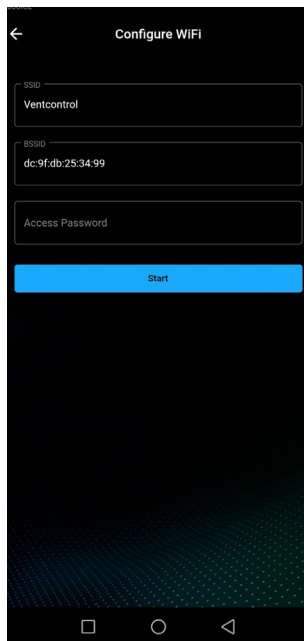 Configure WiFi
SSID
Ventcontrol
BSSID
dc:9f:db:25:34:99
Access Password
Start